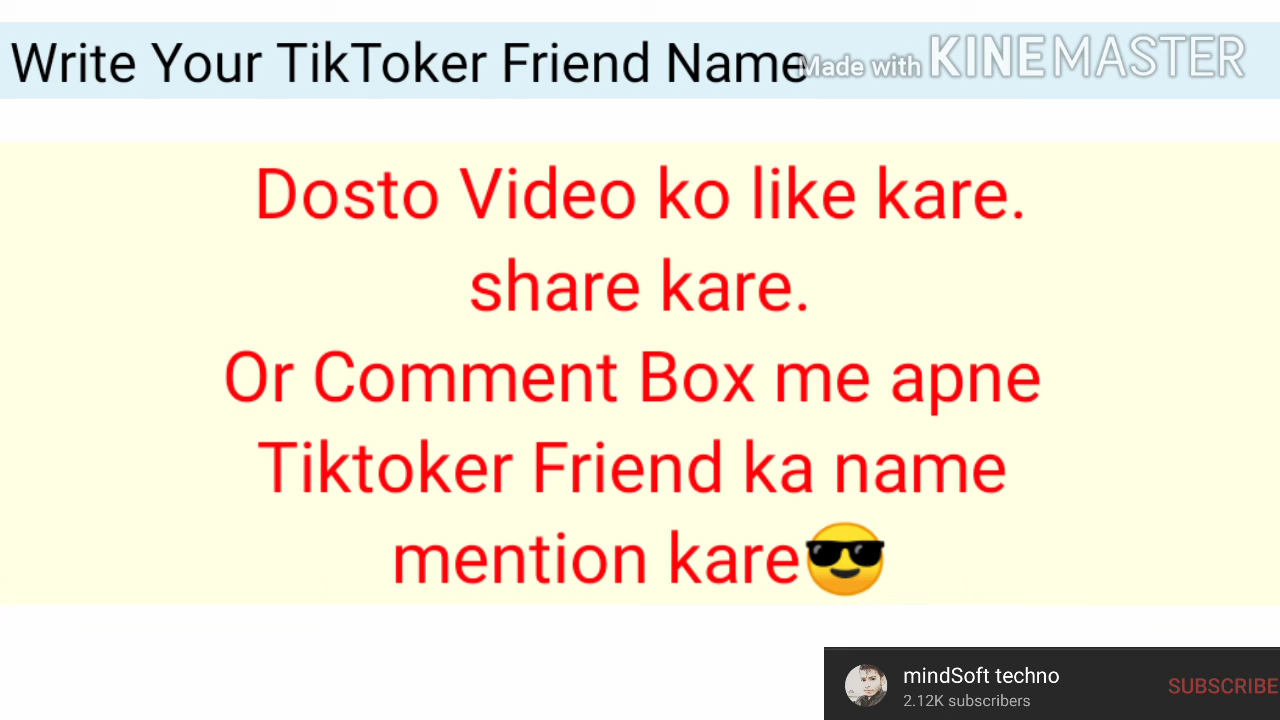 Write Your TikToker Friend Name
Made with KINEMASTER
Dosto Video ko like kare.
share kare.
Or Comment Box me apne
Tiktoker Friend ka name
mention kare😎
mindSoft techno
2.12K subscribers
SUBSCRIBE